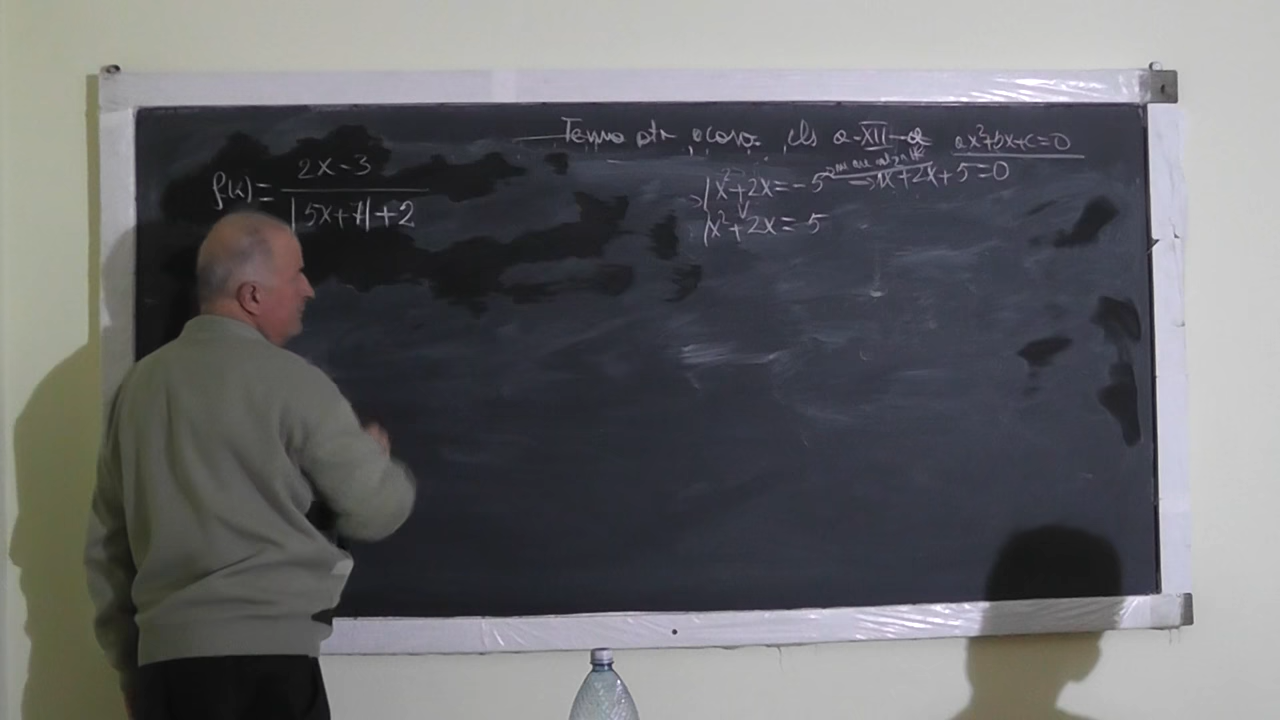 Tema ptr acasa cls a XII-a
ax²+bx+c=0
f(x)= 2x-3
|5x+7|+2
x²+2x=-5 → x²+2x+5=0
x²+2x=5